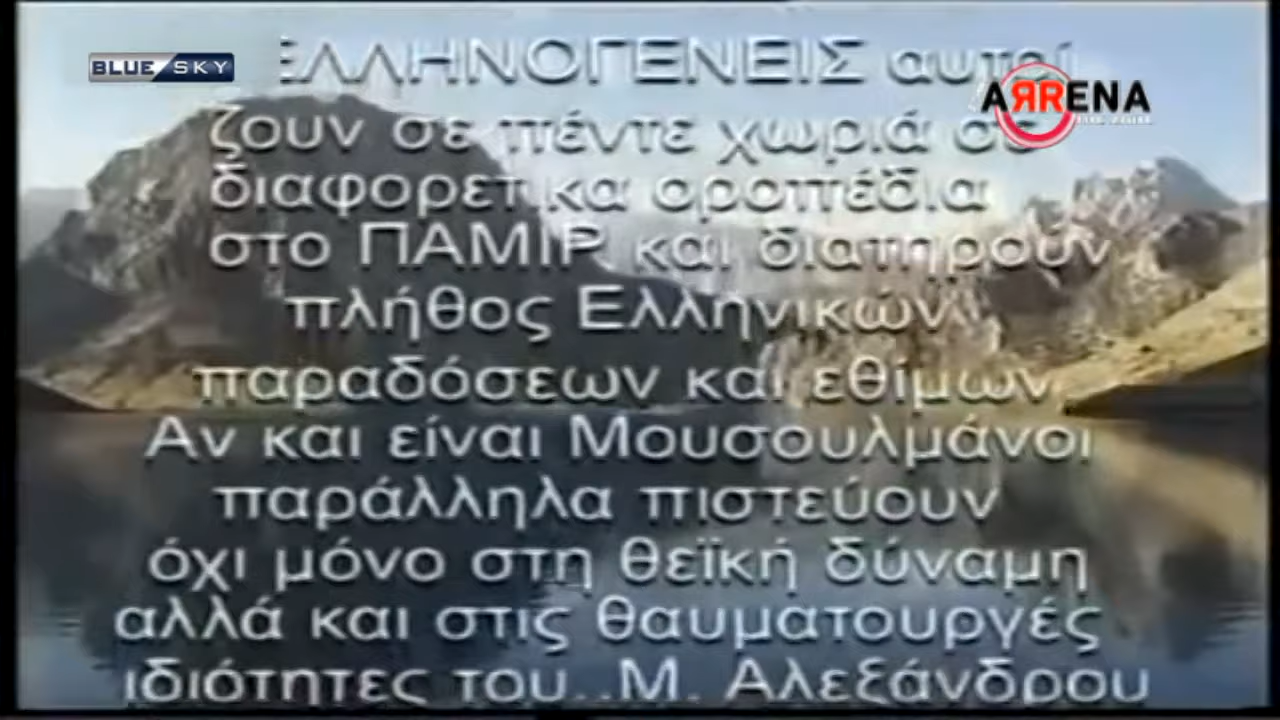 BLUE SKY
ARRENA
ΕΛΛΗΝΟΓΕΝΕΙΣ αυτοί
ζουν σε πέντε χωριά σε
διαφορετικα οροπέδια
στο ΠΑΜΙΡ και διατηρούν
πλήθος Ελληνικών
παραδόσεων και εθίμων
Αν και είναι Μουσουλμάνοι
παράλληλα πιστεύουν
όχι μόνο στη θεϊκή δύναμη
αλλά και στις θαυματουργές
ιδιότητες του..Μ. Αλεξάνδρου